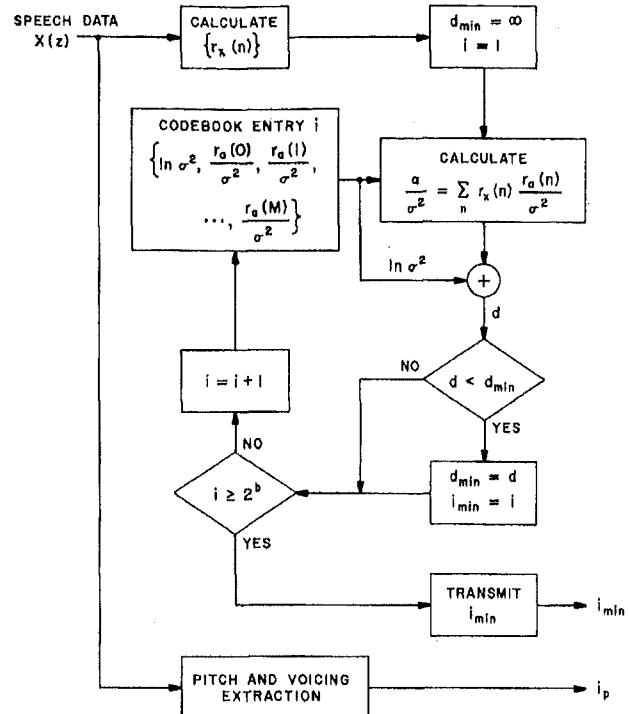 SPEECH DATA
X(z)
CALCULATE
{r_x(n)}
d_min = ∞
i = 1
CODEBOOK ENTRY i
{ln σ², r_a(0)/σ², r_a(1)/σ²,
..., r_a(M)/σ²}
CALCULATE
α/σ² = Σ_n r_x(n) r_a(n)/σ²
ln σ²
+
d
d < d_min
NO
YES
d_min = d
i_min = i
i = i + 1
NO
i ≥ 2^b
YES
TRANSMIT
i_min
i_min
PITCH AND VOICING
EXTRACTION
i_p